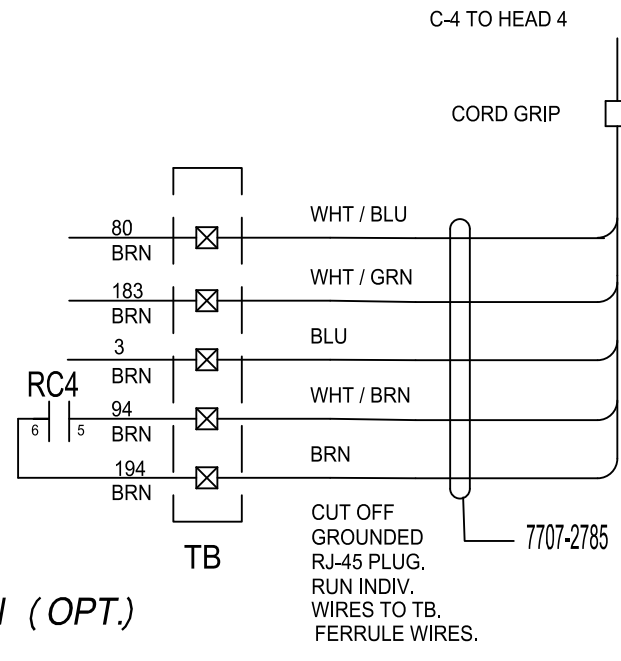 C-4 TO HEAD 4
CORD GRIP
80
BRN
WHT / BLU
183
BRN
WHT / GRN
3
BRN
BLU
RC4
6
5
94
BRN
WHT / BRN
194
BRN
BRN
TB
CUT OFF
GROUNDED
RJ-45 PLUG.
RUN INDIV.
WIRES TO TB.
FERRULE WIRES.
7707-2785
( OPT.)